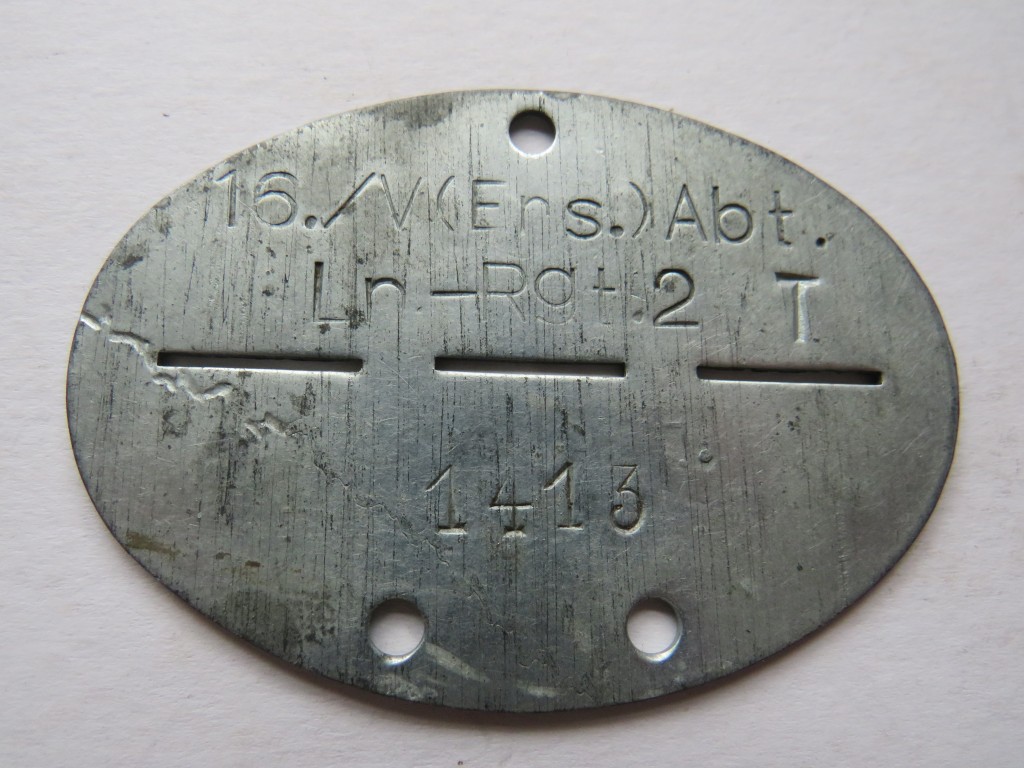 16./V(Ers.)Abt.
Ln-Rgt.2 T
1413